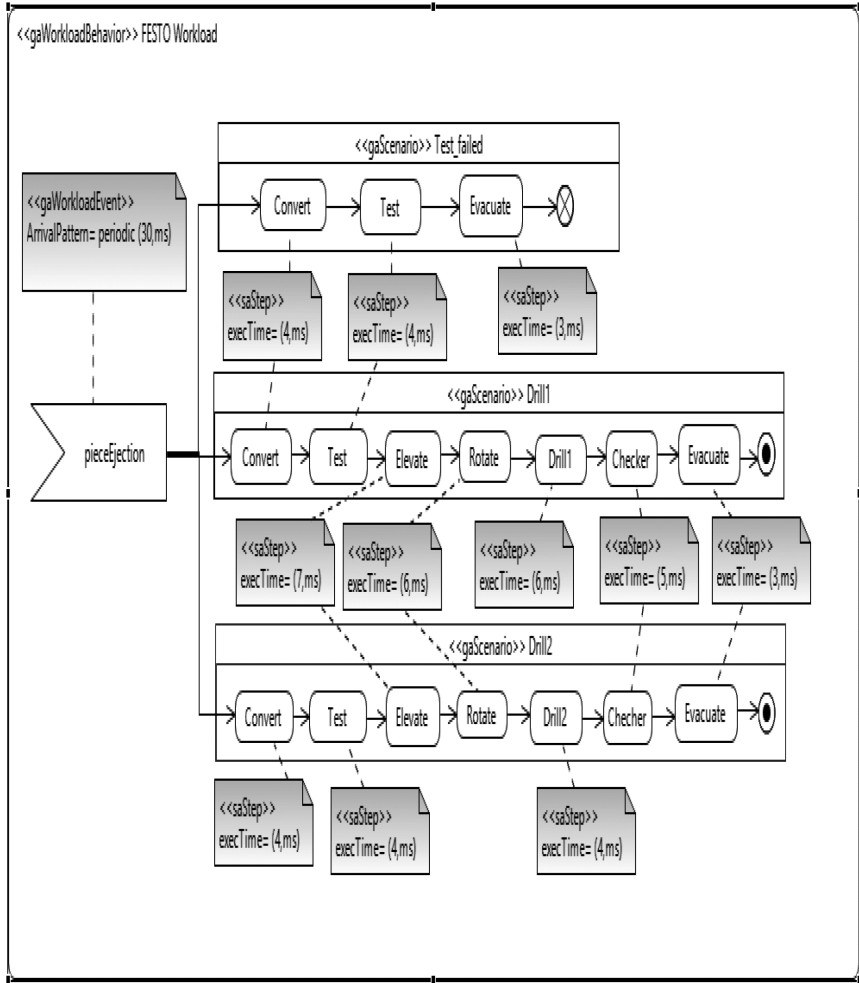 <<gaWorkloadBehavior>> FESTO Workload
<<gaScenario>> Test_failed
<<gaWorkloadEvent>>
ArrivalPattern= periodic (30,ms)
Convert
Test
Evacuate
<<saStep>>
execTime= (4,ms)
<<saStep>>
execTime= (4,ms)
<<saStep>>
execTime= (3,ms)
<<gaScenario>> Drill1
pieceEjection
Convert
Test
Elevate
Rotate
Drill1
Checker
Evacuate
<<saStep>>
execTime= (7,ms)
<<saStep>>
execTime= (6,ms)
<<saStep>>
execTime= (6,ms)
<<saStep>>
execTime= (5,ms)
<<saStep>>
execTime= (3,ms)
<<gaScenario>> Drill2
Convert
Test
Elevate
Rotate
Drill2
Checher
Evacuate
<<saStep>>
execTime= (4,ms)
<<saStep>>
execTime= (4,ms)
<<saStep>>
execTime= (4,ms)